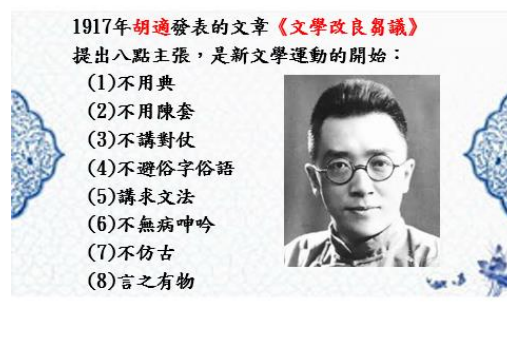 1917年胡適發表的文章《文學改良芻議》
提出八點主張，是新文學運動的開始：
(1)不用典
(2)不用陳套
(3)不講對仗
(4)不避俗字俗語
(5)講求文法
(6)不無病呻吟
(7)不仿古
(8)言之有物